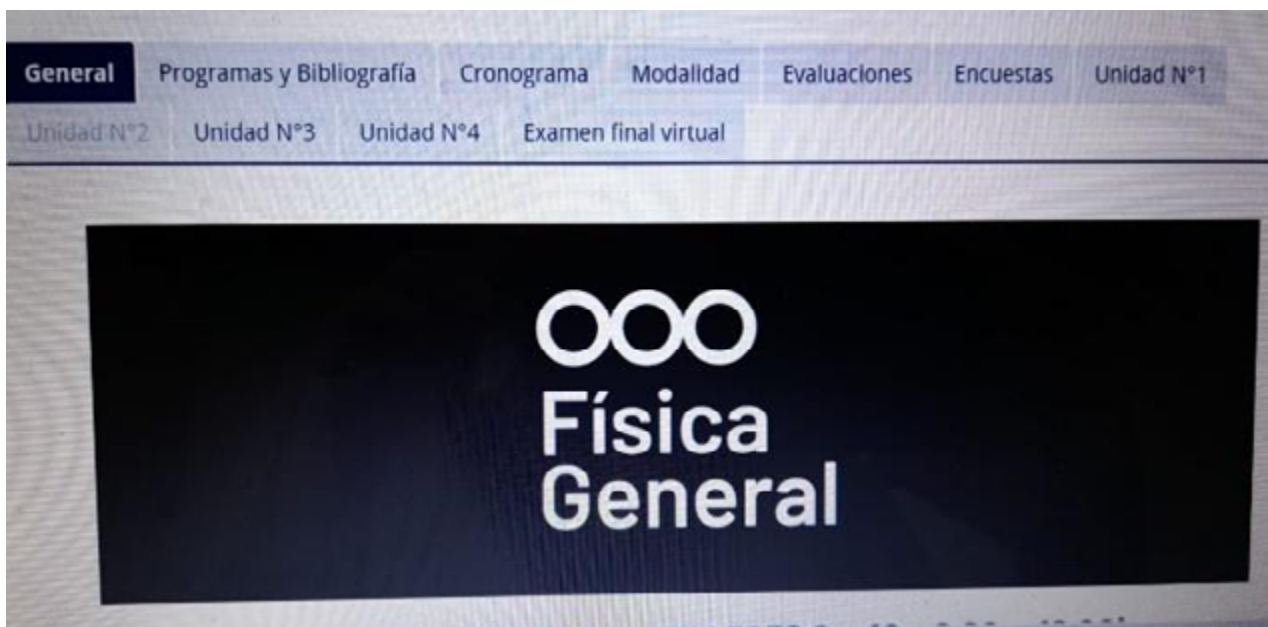 General Programas y Bibliografía Cronograma Modalidad Evaluaciones Encuestas Unidad N°1
Unidad N°2 Unidad N°3 Unidad N°4 Examen final virtual
Física
General